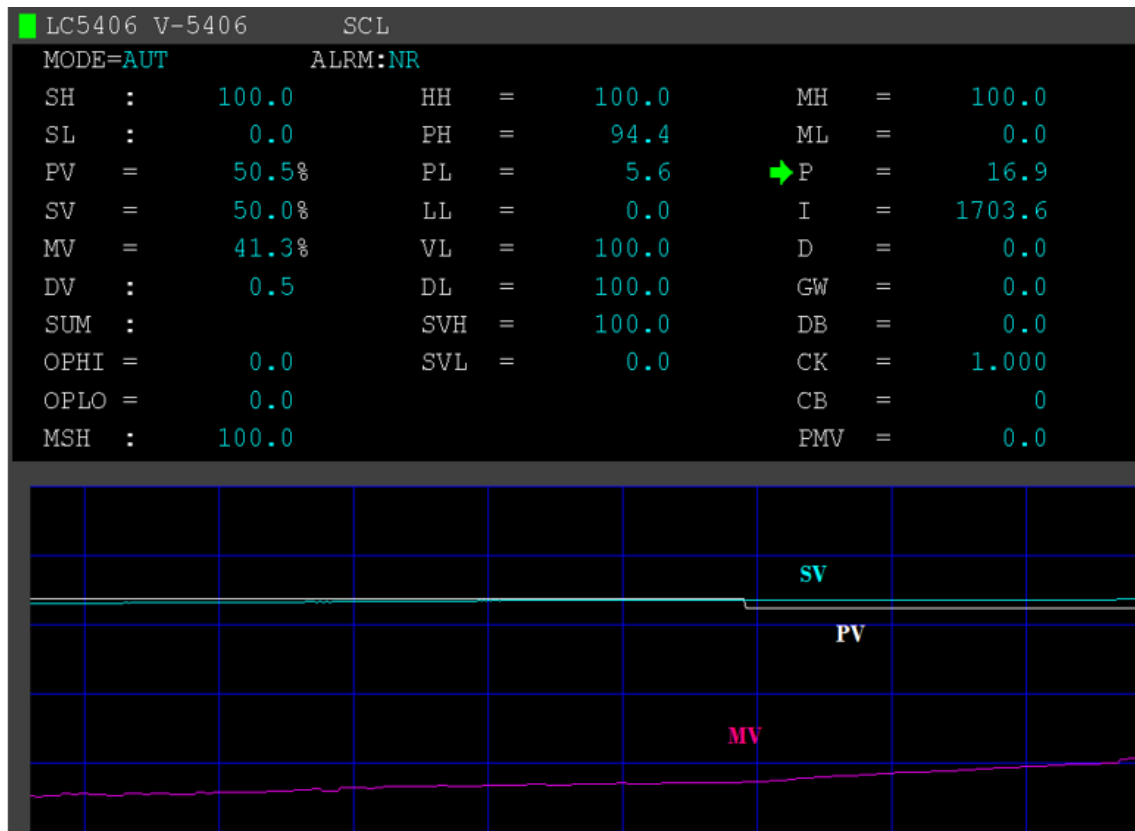 LC5406 V-5406 SCL
MODE=AUT ALRM:NR
SH : 100.0 HH = 100.0 MH = 100.0
SL : 0.0 PH = 94.4 ML = 0.0
PV = 50.5% PL = 5.6 P = 16.9
SV = 50.0% LL = 0.0 I = 1703.6
MV = 41.3% VL = 100.0 D = 0.0
DV : 0.5 DL = 100.0 GW = 0.0
SUM : SVH = 100.0 DB = 0.0
OPHI = 0.0 SVL = 0.0 CK = 1.000
OPLO = 0.0 CB = 0
MSH : 100.0 PMV = 0.0
SV
PV
MV